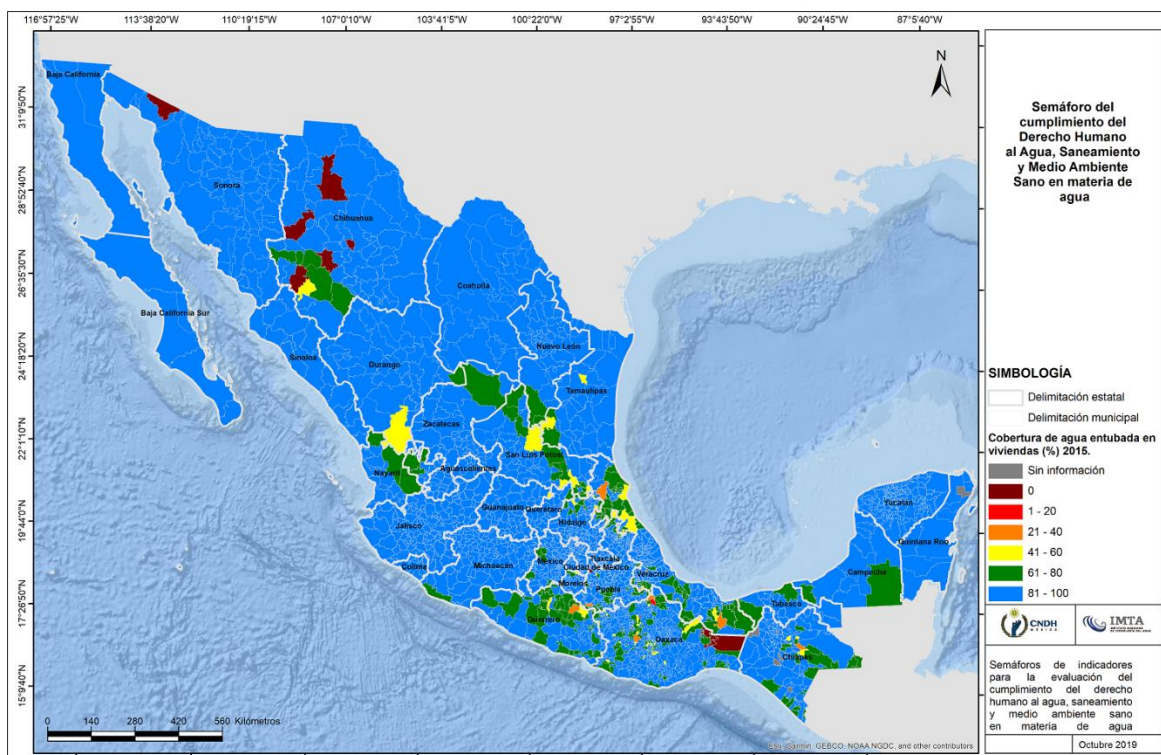 116°57'25"W 113°38'20"W 110°19'15"W 107°0'10"W 103°41'5"W 100°22'0"W 97°2'55"W 93°43'50"W 90°24'45"W 87°5'40"W
31°9'50"N
28°52'40"N
26°35'30"N
24°18'20"N
22°1'10"N
19°44'0"N
17°26'50"N
15°9'40"N
N
Baja California
Sonora
Chihuahua
Coahuila
Baja California Sur
Nuevo León
Sinaloa
Durango
Tamaulipas
Zacatecas
San Luis Potosí
Nayarit
Aguascalientes
Guanajuato
Querétaro
Hidalgo
Jalisco
Yucatán
Quintana Roo
Colima
Michoacán
México
Tlaxcala
Ciudad de México
Veracruz
Campeche
Morelos
Puebla
Tabasco
Guerrero
Oaxaca
Chiapas
0 140 280 420 560 Kilómetros
Esri, Garmin, GEBCO, NOAA NGDC, and other contributors
Semáforo del
cumplimiento del
Derecho Humano
al Agua, Saneamiento
y Medio Ambiente
Sano en materia de
agua
SIMBOLOGÍA
Delimitación estatal
Delimitación municipal
Cobertura de agua entubada en
viviendas (%) 2015.
Sin información
0
1 - 20
21 - 40
41 - 60
61 - 80
81 - 100
CNDH
MÉXICO
IMTA
Semáforos de indicadores
para la evaluación del
cumplimiento del derecho
humano al agua, saneamiento
y medio ambiente sano
en materia de agua
Octubre 2019